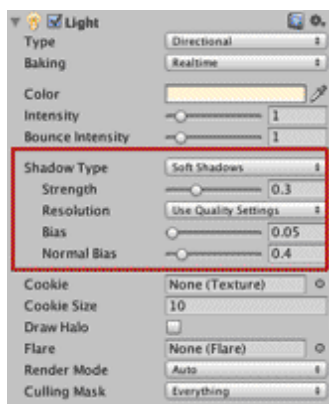 Light
Type Directional
Baking Realtime
Color
Intensity 1
Bounce Intensity 1
Shadow Type Soft Shadows
Strength 0.3
Resolution Use Quality Settings
Bias 0.05
Normal Bias 0.4
Cookie None (Texture)
Cookie Size 10
Draw Halo
Flare None (Flare)
Render Mode Auto
Culling Mask Everything